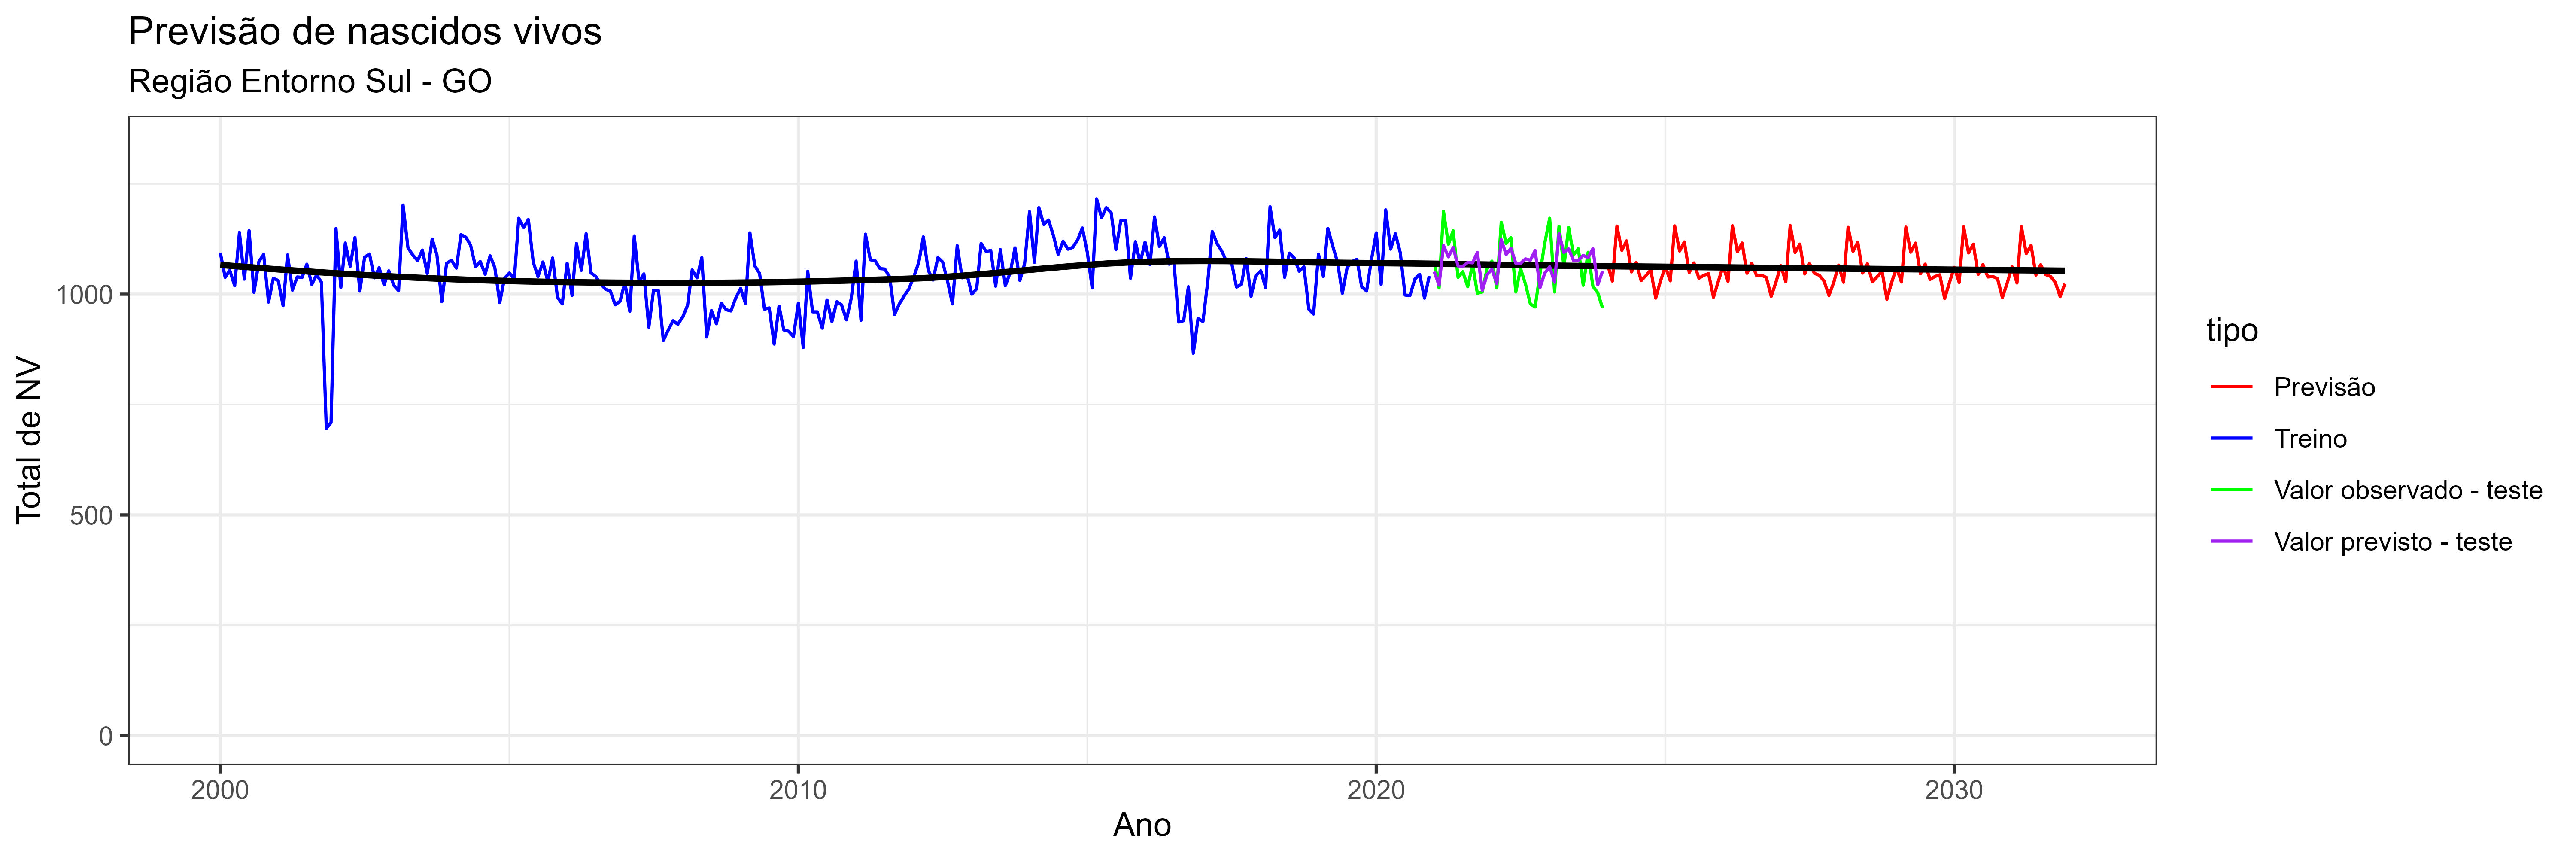 Previsão de nascidos vivos
Região Entorno Sul - GO
Total de NV
1000
500
0
2000
2010
2020
2030
Ano
tipo
Previsão
Treino
Valor observado - teste
Valor previsto - teste